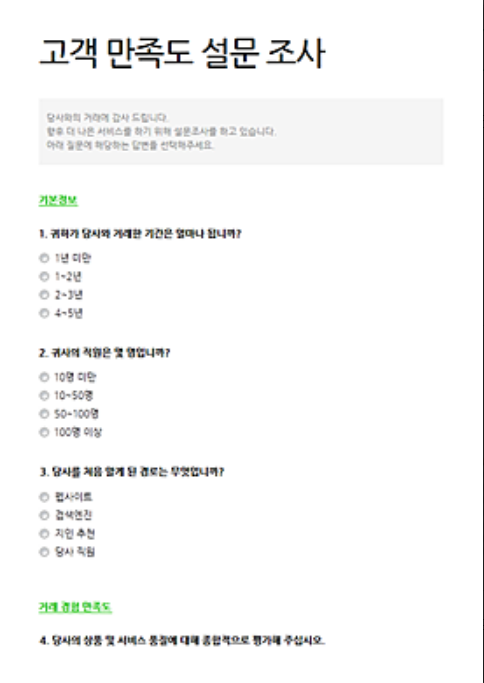 고객 만족도 설문 조사
당사와의 거래에 감사 드립니다.
향후 더 나은 서비스를 하기 위해 설문조사를 하고 있습니다.
아래 질문에 해당하는 답변을 선택해주세요.
기본정보
1. 귀하가 당사와 거래한 기간은 얼마나 됩니까?
1년 미만
1~2년
2~3년
4~5년
2. 귀사의 직원은 몇 명입니까?
10명 미만
10~50명
50~100명
100명 이상
3. 당사를 처음 알게 된 경로는 무엇입니까?
웹사이트
검색엔진
지인 추천
당사 직원
거래 경험 만족도
4. 당사의 상품 및 서비스 품질에 대해 종합적으로 평가해 주십시오.